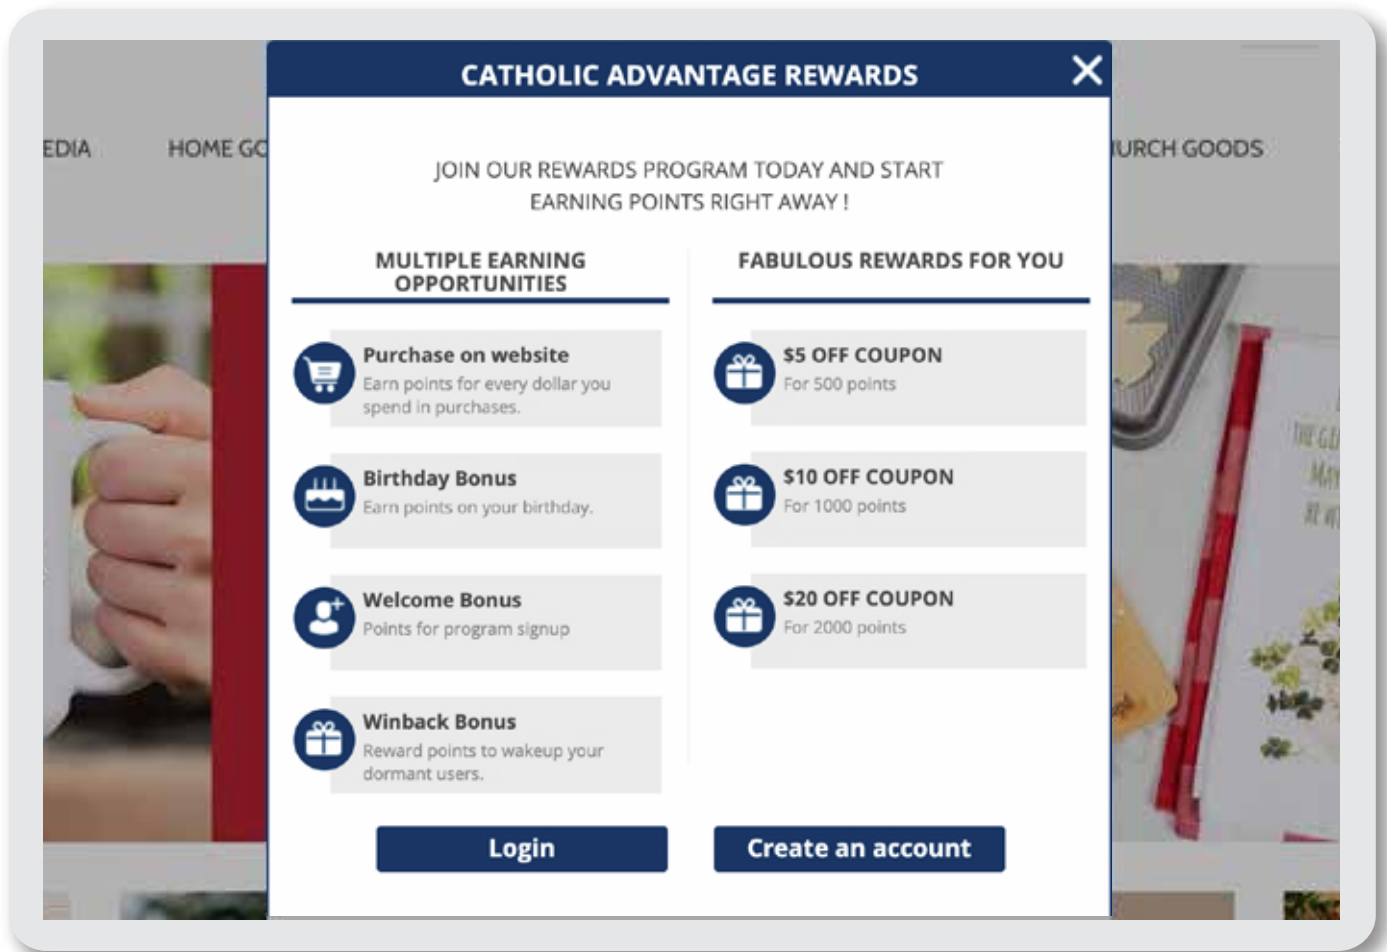 CATHOLIC ADVANTAGE REWARDS
EDIA
HOME GO
HURCH GOODS
JOIN OUR REWARDS PROGRAM TODAY AND START
EARNING POINTS RIGHT AWAY !
MULTIPLE EARNING
OPPORTUNITIES
Purchase on website
Earn points for every dollar you
spend in purchases.
Birthday Bonus
Earn points on your birthday.
Welcome Bonus
Points for program signup
Winback Bonus
Reward points to wakeup your
dormant users.
FABULOUS REWARDS FOR YOU
$5 OFF COUPON
For 500 points
$10 OFF COUPON
For 1000 points
$20 OFF COUPON
For 2000 points
THE
MAY
BE
Login
Create an account